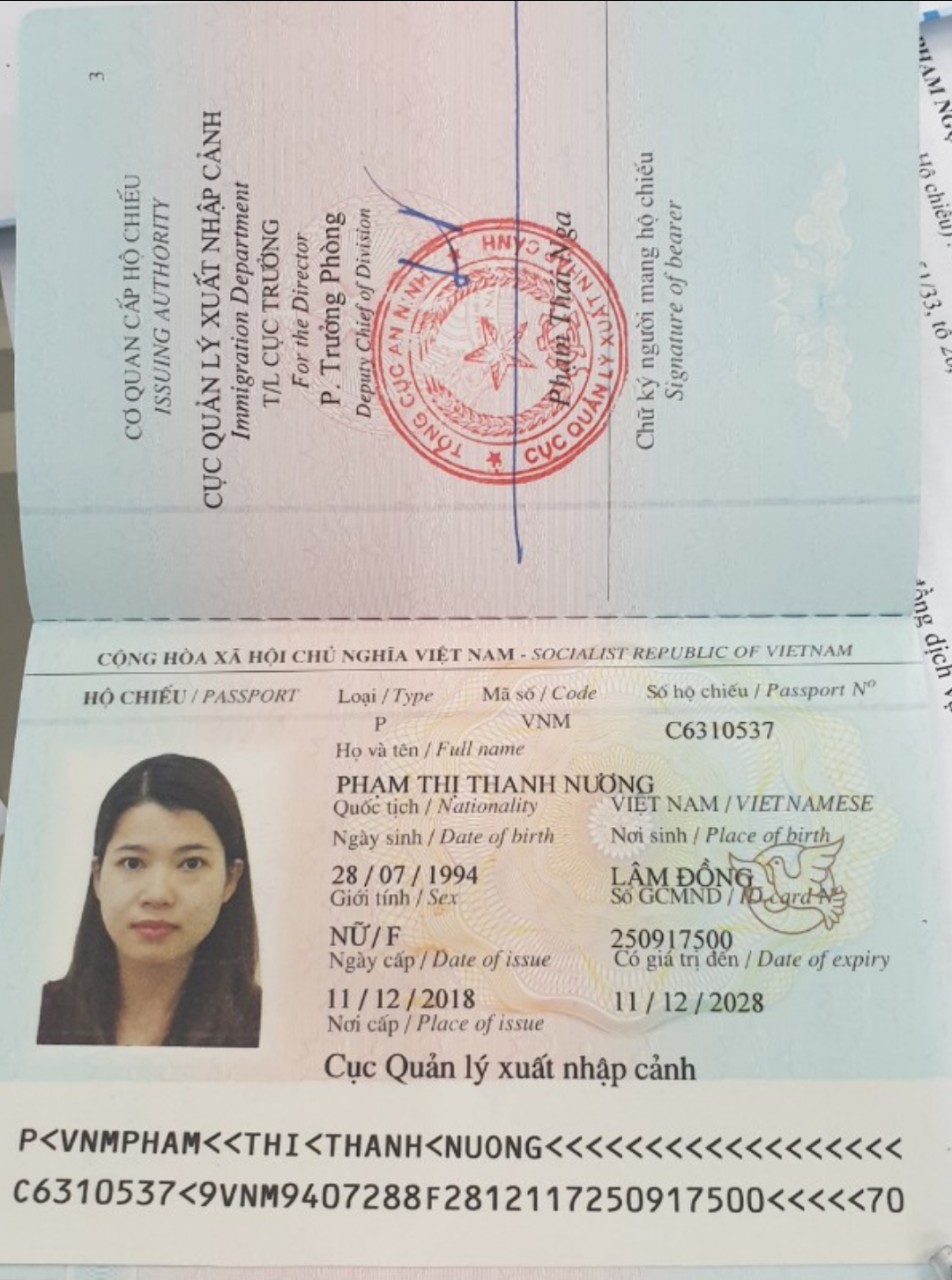 3
CƠ QUAN CẤP HỘ CHIẾU
ISSUING AUTHORITY
CỤC QUẢN LÝ XUẤT NHẬP CẢNH
Immigration Department
T/L CỤC TRƯỞNG
For the Director
P. Trưởng Phòng
Deputy Chief of Division
TỔNG CỤC AN NINH
CỤC QUẢN LÝ XUẤT NHẬP CẢNH
Phạm Thái Nga
Chữ ký người mang hộ chiếu
Signature of bearer
CỘNG HÒA XÃ HỘI CHỦ NGHĨA VIỆT NAM - SOCIALIST REPUBLIC OF VIETNAM
HỘ CHIẾU / PASSPORT Loại / Type Mã số / Code Số hộ chiếu / Passport Nº
P VNM C6310537
Họ và tên / Full name
PHẠM THỊ THANH NƯƠNG
Quốc tịch / Nationality VIỆT NAM / VIETNAMESE
Ngày sinh / Date of birth Nơi sinh / Place of birth
28 / 07 / 1994 LÂM ĐỒNG
Giới tính / Sex Số GCMND / ID card Nº
NỮ / F 250917500
Ngày cấp / Date of issue Có giá trị đến / Date of expiry
11 / 12 / 2018 11 / 12 / 2028
Nơi cấp / Place of issue
Cục Quản lý xuất nhập cảnh
P<VNMPHAM<<THI<THANH<NUONG<<<<<<<<<<<<<<<<<<
C6310537<9VNM9407288F2812117250917500<<<<<70
PHẠM
Hộ chiếu)
dịch